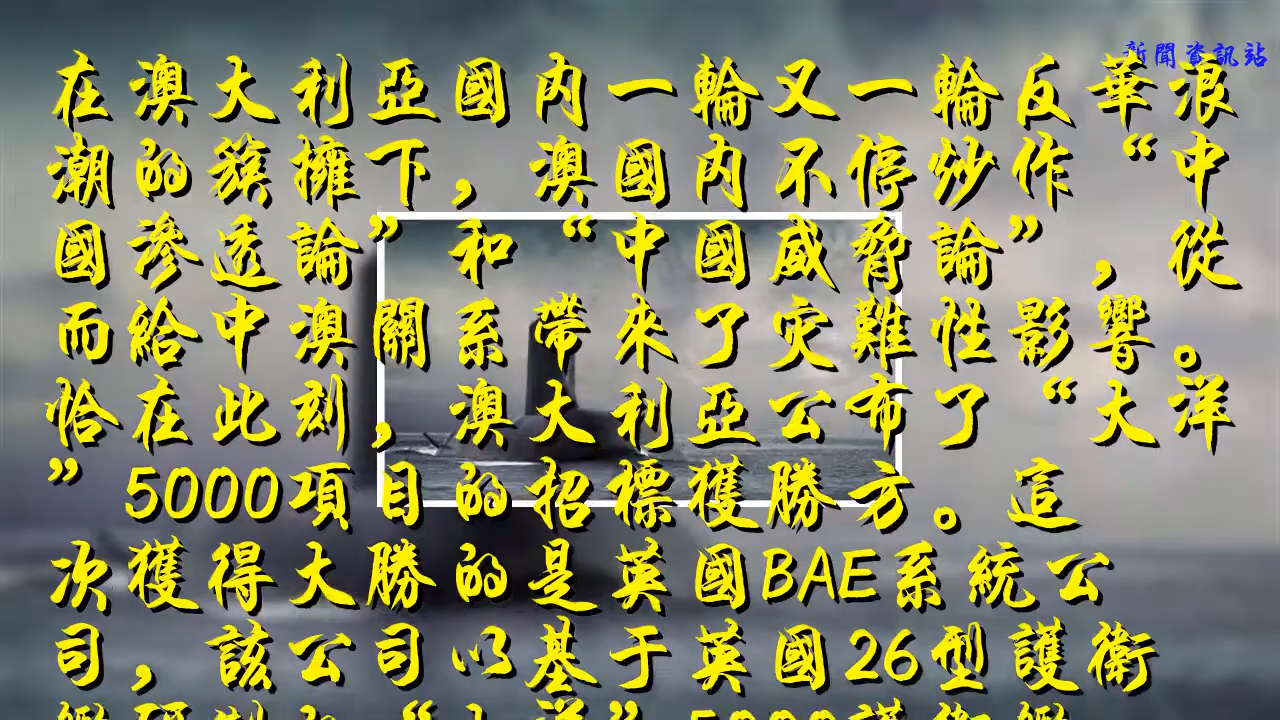 新聞資訊站
在澳大利亞國内一輪又一輪反華浪
潮的簇擁下，澳國内不停炒作“中
國滲透論”和“中國威脅論”，從
而給中澳關系帶來了災難性影響。
恰在此刻，澳大利亞公布了“大洋
”5000項目的招標獲勝方。這
次獲得大勝的是英國BAE系統公
司，該公司以基于英國26型護衛